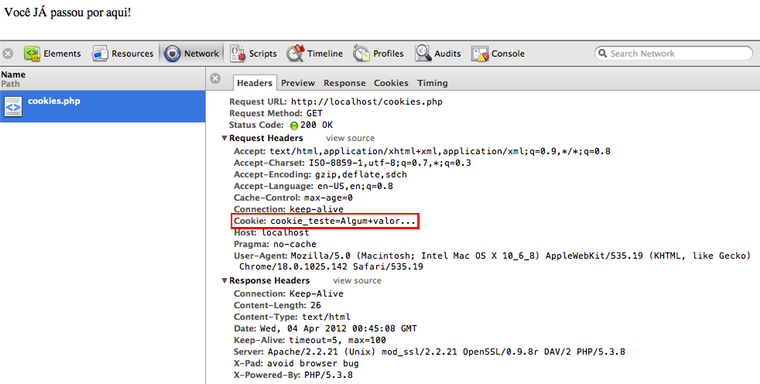 Você JÁ passou por aqui!
Elements Resources Network Scripts Timeline Profiles Audits Console Search Network
Name
Path
cookies.php
Headers Preview Response Cookies Timing
Request URL: http://localhost/cookies.php
Request Method: GET
Status Code: 200 OK
Request Headers view source
Accept: text/html,application/xhtml+xml,application/xml;q=0.9,*/*;q=0.8
Accept-Charset: ISO-8859-1,utf-8;q=0.7,*;q=0.3
Accept-Encoding: gzip,deflate,sdch
Accept-Language: en-US,en;q=0.8
Cache-Control: max-age=0
Connection: keep-alive
Cookie: cookie_teste=Algum+valor...
Host: localhost
Pragma: no-cache
User-Agent: Mozilla/5.0 (Macintosh; Intel Mac OS X 10_6_8) AppleWebKit/535.19 (KHTML, like Gecko)
Chrome/18.0.1025.142 Safari/535.19
Response Headers view source
Connection: Keep-Alive
Content-Length: 26
Content-Type: text/html
Date: Wed, 04 Apr 2012 00:45:08 GMT
Keep-Alive: timeout=5, max=100
Server: Apache/2.2.21 (Unix) mod_ssl/2.2.21 OpenSSL/0.9.8r DAV/2 PHP/5.3.8
X-Pad: avoid browser bug
X-Powered-By: PHP/5.3.8